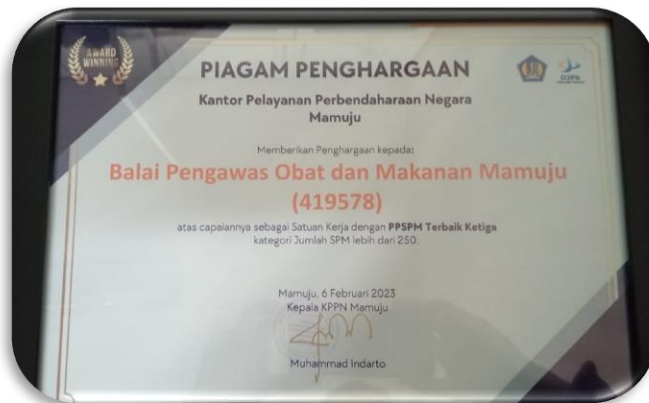 AWARD
WINNING
PIAGAM PENGHARGAAN
Kantor Pelayanan Perbendaharaan Negara
Mamuju
Memberikan Penghargaan kepada:
Balai Pengawas Obat dan Makanan Mamuju
(419578)
atas capaiannya sebagai Satuan Kerja dengan PPSPM Terbaik Ketiga
kategori Jumlah SPM lebih dari 250.
Mamuju, 6 Februari 2023
Kepala KPPN Mamuju
Muhammad Indarto
DJPb